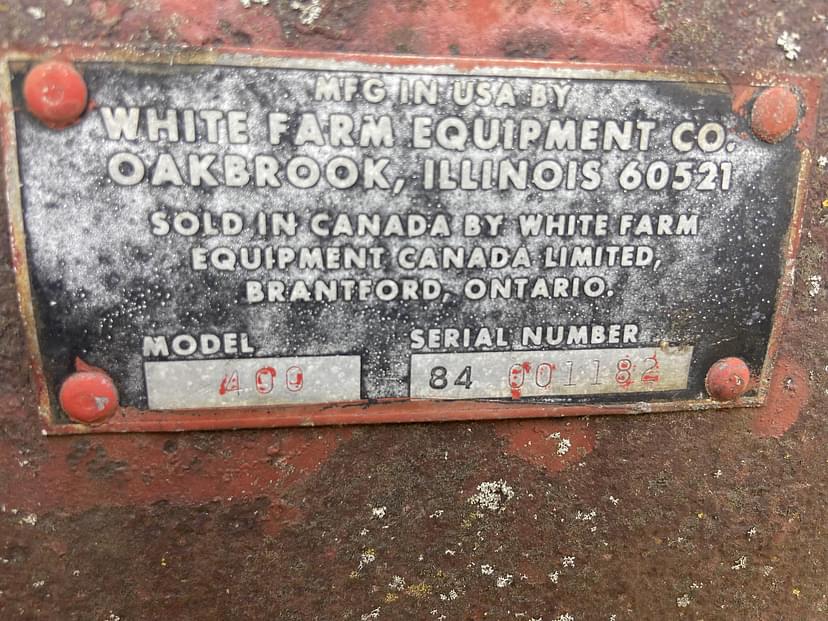 MFG IN USA BY
WHITE FARM EQUIPMENT CO.
OAKBROOK, ILLINOIS 60521
SOLD IN CANADA BY WHITE FARM
EQUIPMENT CANADA LIMITED,
BRANTFORD, ONTARIO.
MODEL SERIAL NUMBER
400 84 001182